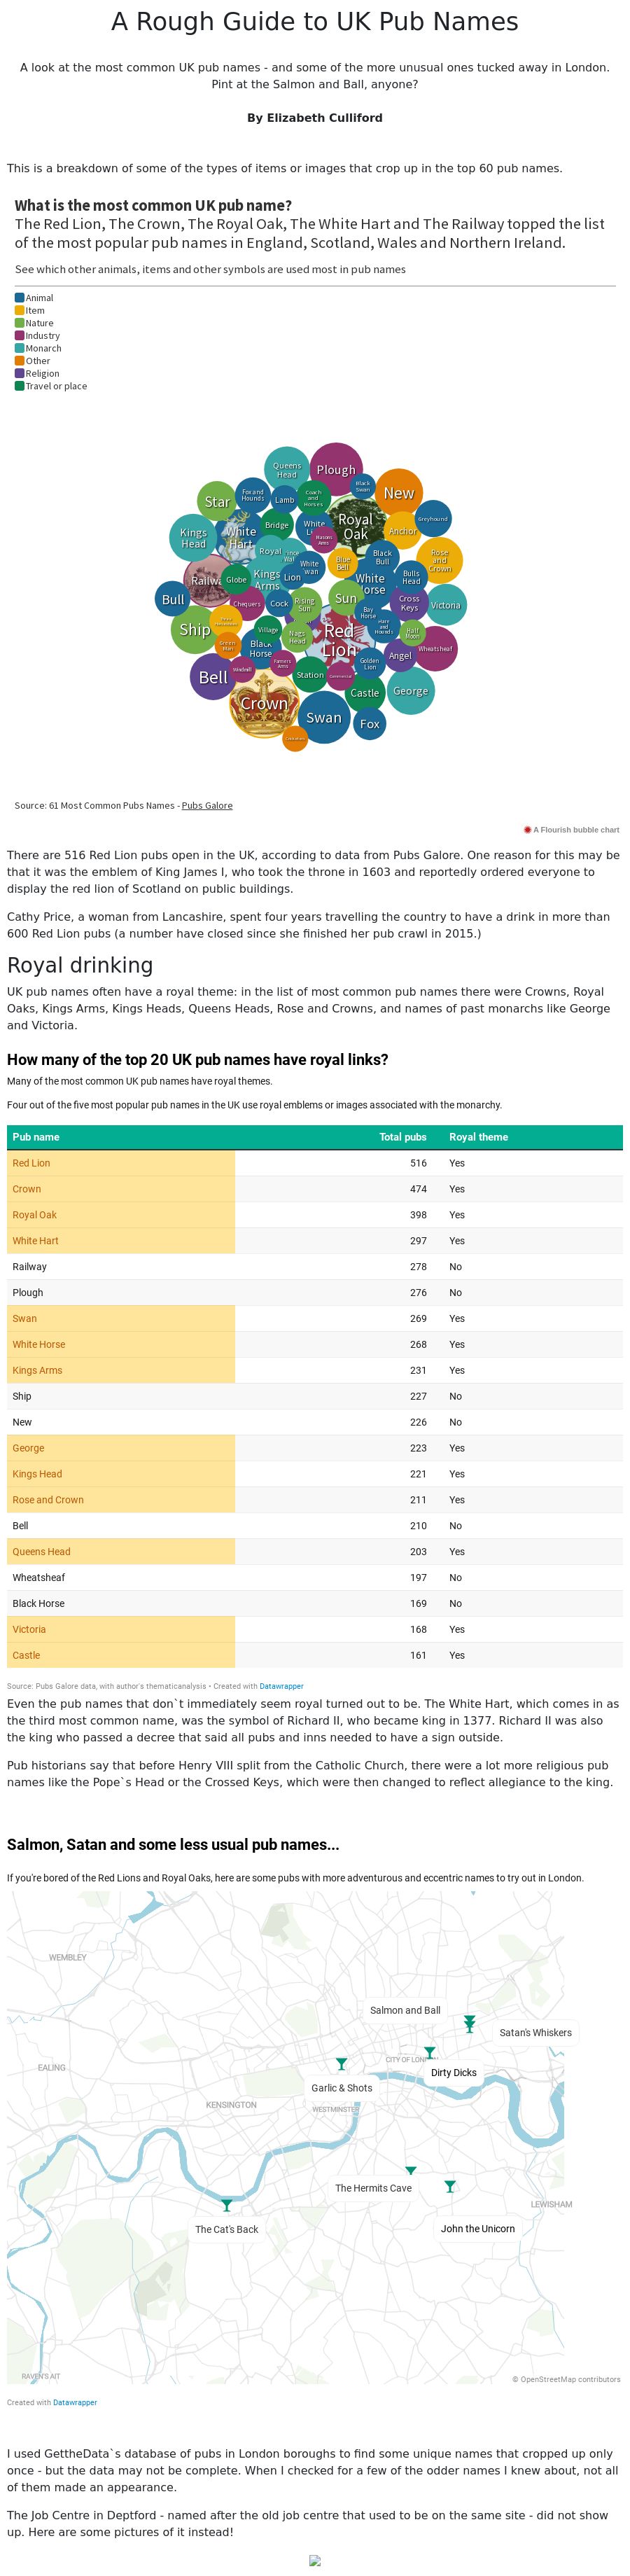 A Rough Guide to UK Pub Names
A look at the most common UK pub names - and some of the more unusual ones tucked away in London.
Pint at the Salmon and Ball, anyone?
By Elizabeth Culliford
This is a breakdown of some of the types of items or images that crop up in the top 60 pub names.
What is the most common UK pub name?
The Red Lion, The Crown, The Royal Oak, The White Hart and The Railway topped the list
of the most popular pub names in England, Scotland, Wales and Northern Ireland.
See which other animals, items and other symbols are used most in pub names
Animal
Item
Nature
Industry
Monarch
Other
Religion
Travel or place
Queens
Head
Plough
Black
Swan
New
Fox and
Hounds
Lamb
Coach
and
Horses
Star
Greyhound
Royal
Oak
Anchor
Kings
Head
White
Hart
Bridge
White
Masons
Arms
Royal
Blue
Bell
Black
Bull
Rose
and
Crown
White
Railwa
Globe
Kings
Arms
Lion
White
Bulls
Head
Bull
Chequers
Cock
Rising
Sun
Sun
Bay
Horse
Cross
Keys
Victoria
Ship
Village
Nags
Head
Red
Lion
Hare
and
Hounds
Half
Moon
Green
Man
Black
Horse
Farmers
Arms
Golden
Lion
Angel
Wheatsheaf
Bell
Windmill
Station
Commercial
Castle
George
Crown
Swan
Fox
Source: 61 Most Common Pubs Names - Pubs Galore
A Flourish bubble chart
There are 516 Red Lion pubs open in the UK, according to data from Pubs Galore. One reason for this may be
that it was the emblem of King James I, who took the throne in 1603 and reportedly ordered everyone to
display the red lion of Scotland on public buildings.
Cathy Price, a woman from Lancashire, spent four years travelling the country to have a drink in more than
600 Red Lion pubs (a number have closed since she finished her pub crawl in 2015.)
Royal drinking
UK pub names often have a royal theme: in the list of most common pub names there were Crowns, Royal
Oaks, Kings Arms, Kings Heads, Queens Heads, Rose and Crowns, and names of past monarchs like George
and Victoria.
How many of the top 20 UK pub names have royal links?
Many of the most common UK pub names have royal themes.
Four out of the five most popular pub names in the UK use royal emblems or images associated with the monarchy.
Pub name Total pubs Royal theme
Red Lion 516 Yes
Crown 474 Yes
Royal Oak 398 Yes
White Hart 297 Yes
Railway 278 No
Plough 276 No
Swan 269 Yes
White Horse 268 Yes
Kings Arms 231 Yes
Ship 227 No
New 226 No
George 223 Yes
Kings Head 221 Yes
Rose and Crown 211 Yes
Bell 210 No
Queens Head 203 Yes
Wheatsheaf 197 No
Black Horse 169 No
Victoria 168 Yes
Castle 161 Yes
Source: Pubs Galore data, with author's thematicanalysis • Created with Datawrapper
Even the pub names that don`t immediately seem royal turned out to be. The White Hart, which comes in as
the third most common name, was the symbol of Richard II, who became king in 1377. Richard II was also
the king who passed a decree that said all pubs and inns needed to have a sign outside.
Pub historians say that before Henry VIII split from the Catholic Church, there were a lot more religious pub
names like the Pope`s Head or the Crossed Keys, which were then changed to reflect allegiance to the king.
Salmon, Satan and some less usual pub names...
If you're bored of the Red Lions and Royal Oaks, here are some pubs with more adventurous and eccentric names to try out in London.
WEMBLEY
Salmon and Ball
Satan's Whiskers
CITY OF LONDON
EALING
Dirty Dicks
Garlic & Shots
KENSINGTON
WESTMINSTER
The Hermits Cave
LEWISHAM
The Cat's Back
John the Unicorn
RAVEN'S AIT
© OpenStreetMap contributors
Created with Datawrapper
I used GettheData`s database of pubs in London boroughs to find some unique names that cropped up only
once - but the data may not be complete. When I checked for a few of the odder names I knew about, not all
of them made an appearance.
The Job Centre in Deptford - named after the old job centre that used to be on the same site - did not show
up. Here are some pictures of it instead!